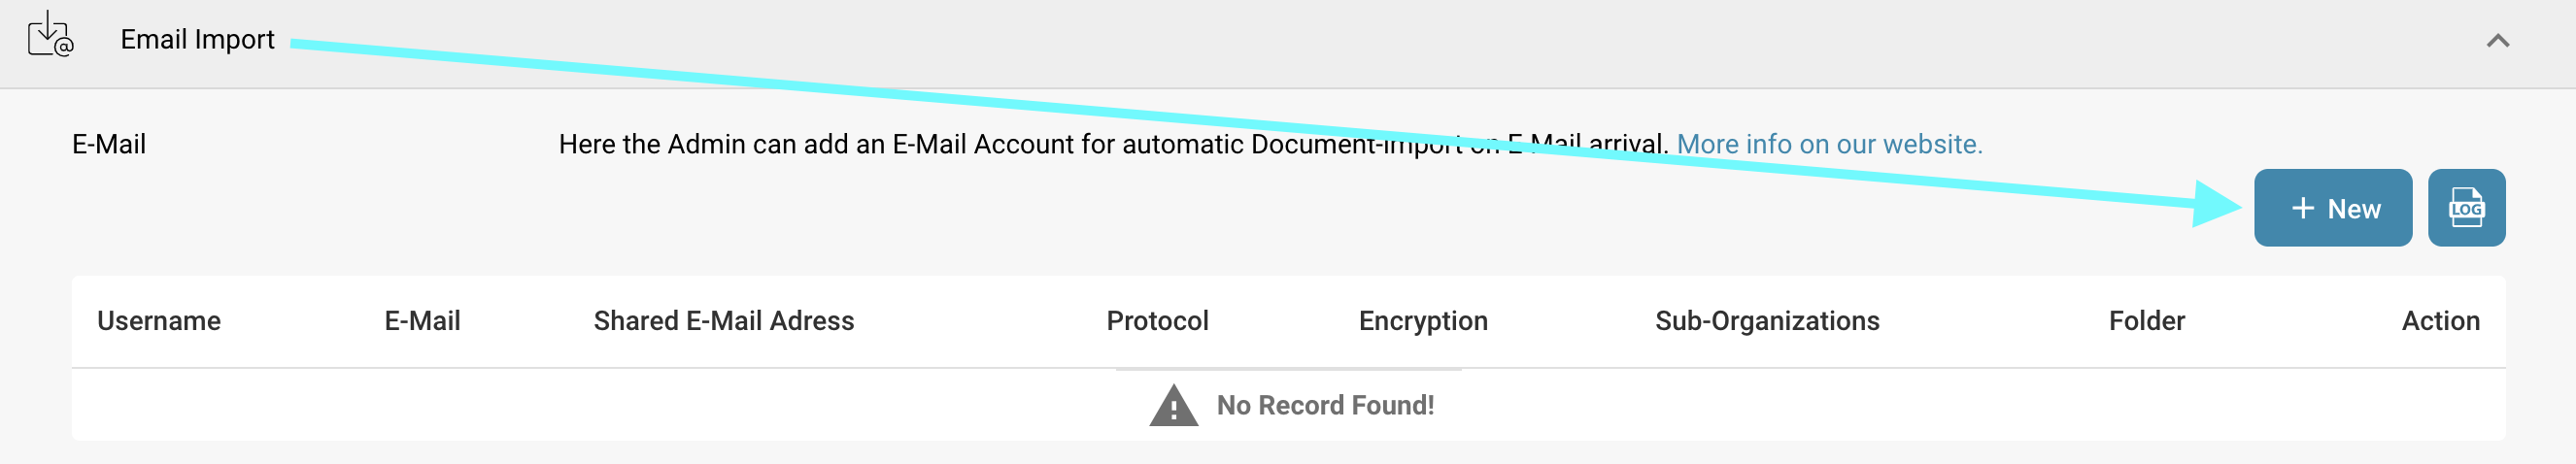 Email Import
E-Mail
Here the Admin can add an E-Mail Account for automatic Document-Import on E-Mail arrival. More info on our website.
+ New
LOG
Username E-Mail Shared E-Mail Adress Protocol Encryption Sub-Organizations Folder Action
No Record Found!